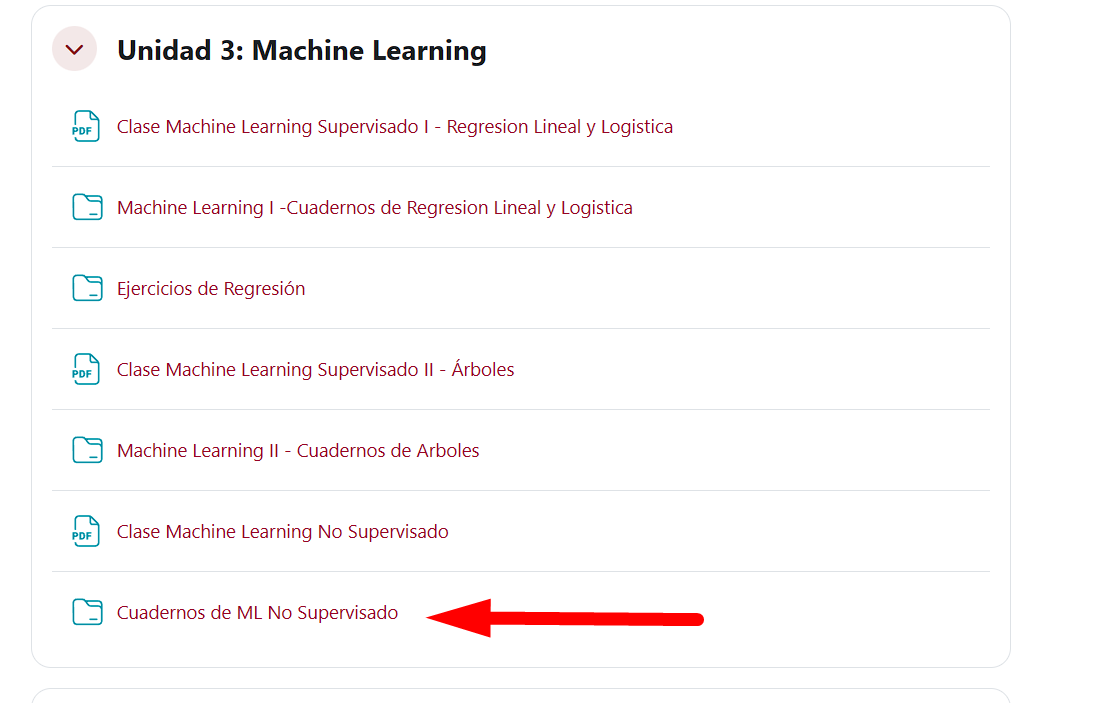 Unidad 3: Machine Learning
PDF
Clase Machine Learning Supervisado I - Regresion Lineal y Logistica
Machine Learning I -Cuadernos de Regresion Lineal y Logistica
Ejercicios de Regresión
PDF
Clase Machine Learning Supervisado II - Árboles
Machine Learning II - Cuadernos de Arboles
PDF
Clase Machine Learning No Supervisado
Cuadernos de ML No Supervisado